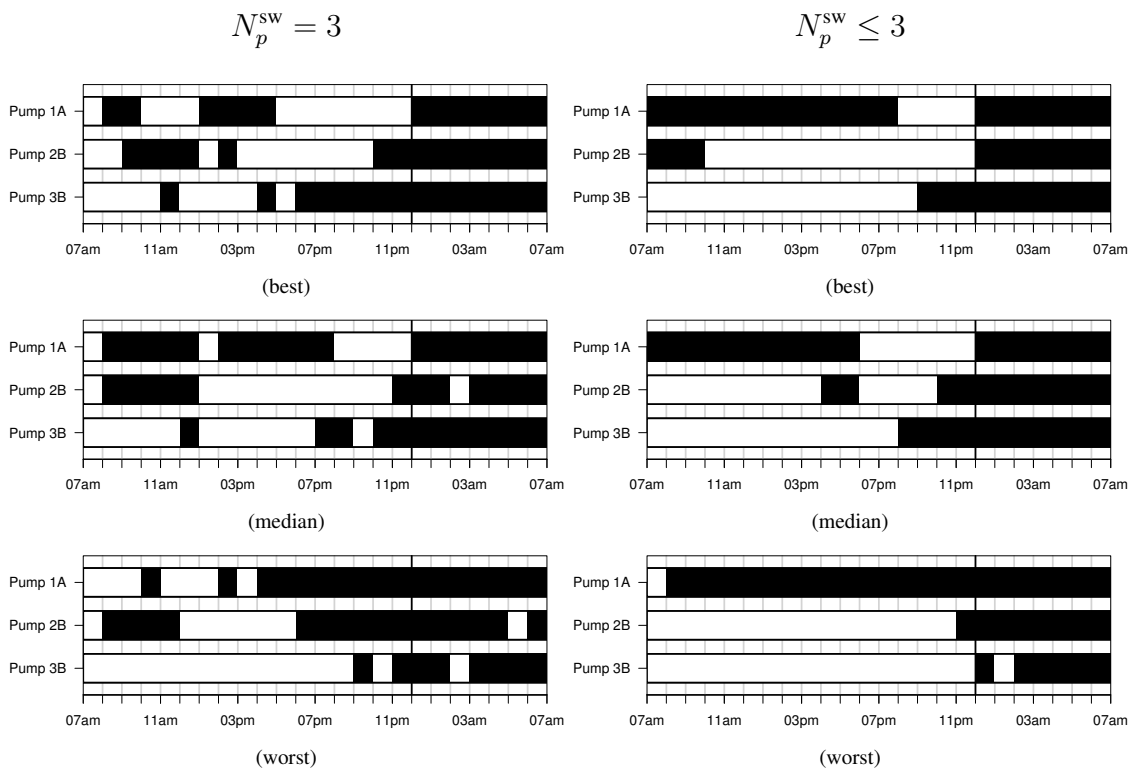 N_p^sw = 3
N_p^sw ≤ 3
Pump 1A
Pump 2B
Pump 3B
07am 11am 03pm 07pm 11pm 03am 07am
(best)
Pump 1A
Pump 2B
Pump 3B
07am 11am 03pm 07pm 11pm 03am 07am
(best)
Pump 1A
Pump 2B
Pump 3B
07am 11am 03pm 07pm 11pm 03am 07am
(median)
Pump 1A
Pump 2B
Pump 3B
07am 11am 03pm 07pm 11pm 03am 07am
(median)
Pump 1A
Pump 2B
Pump 3B
07am 11am 03pm 07pm 11pm 03am 07am
(worst)
Pump 1A
Pump 2B
Pump 3B
07am 11am 03pm 07pm 11pm 03am 07am
(worst)